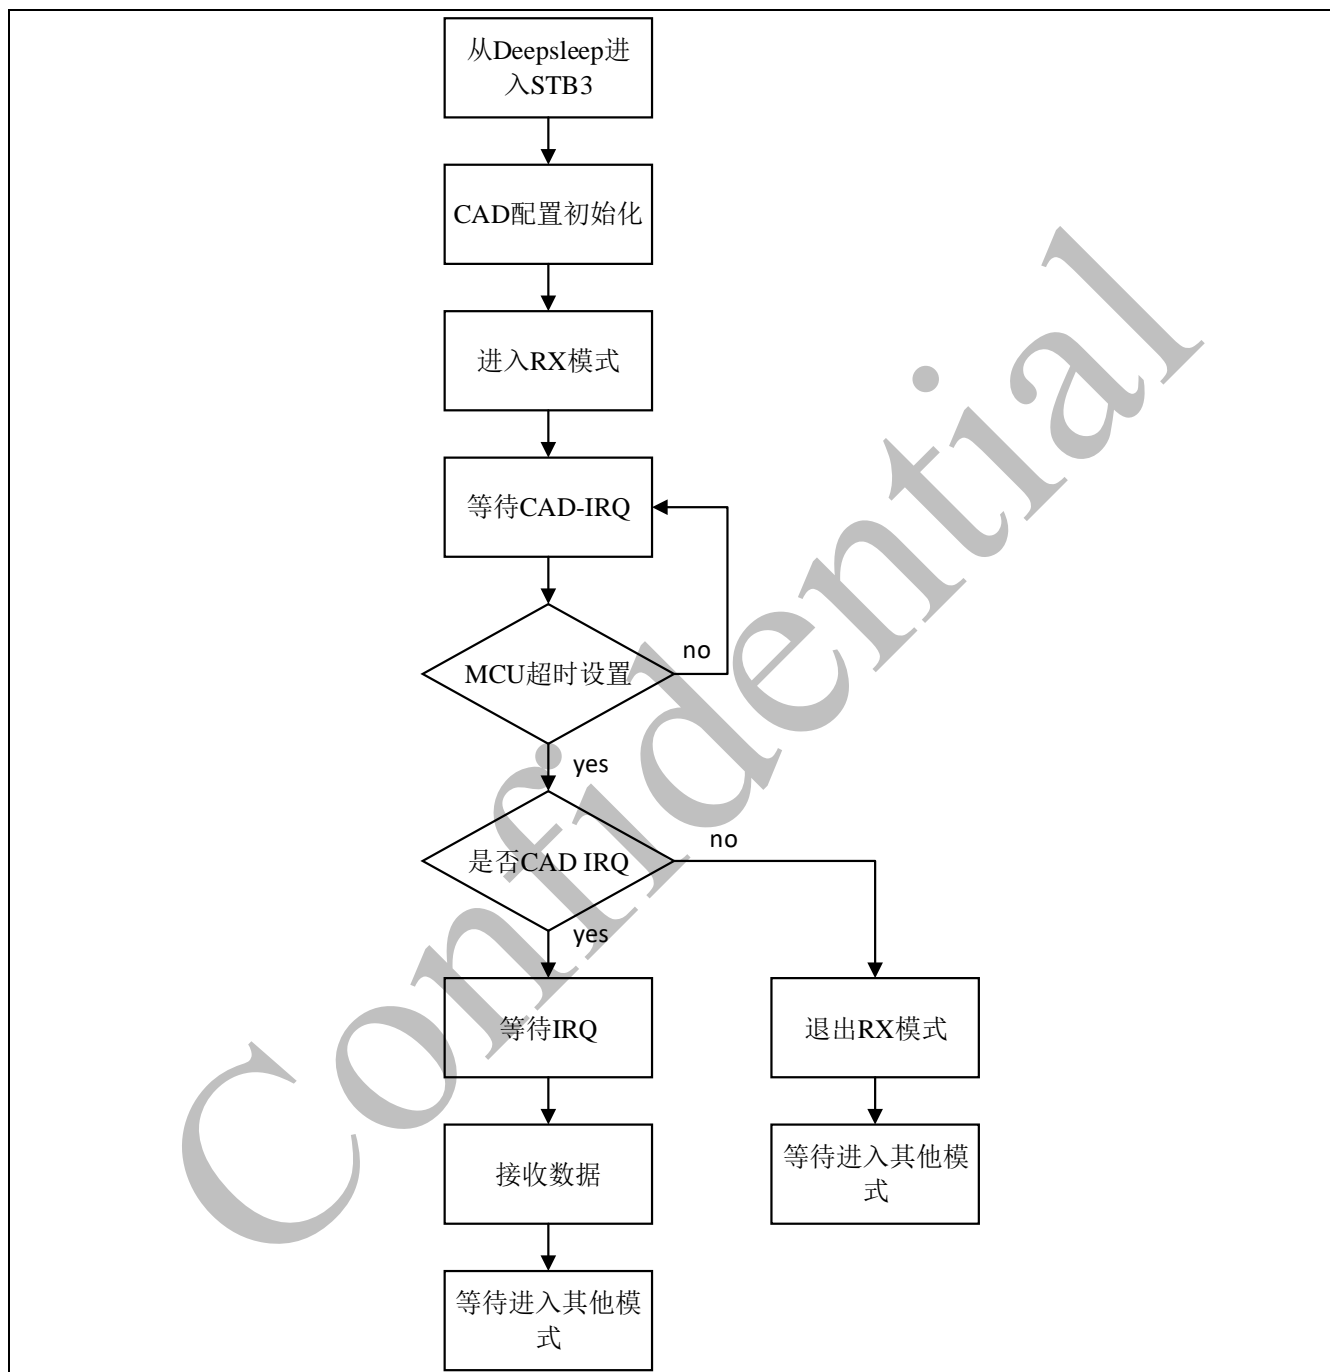 从Deepsleep进
入STB3
CAD配置初始化
进入RX模式
等待CAD-IRQ
MCU超时设置
no
yes
是否CAD IRQ
no
yes
等待IRQ
退出RX模式
接收数据
等待进入其他模
式
等待进入其他模
式
Confidential